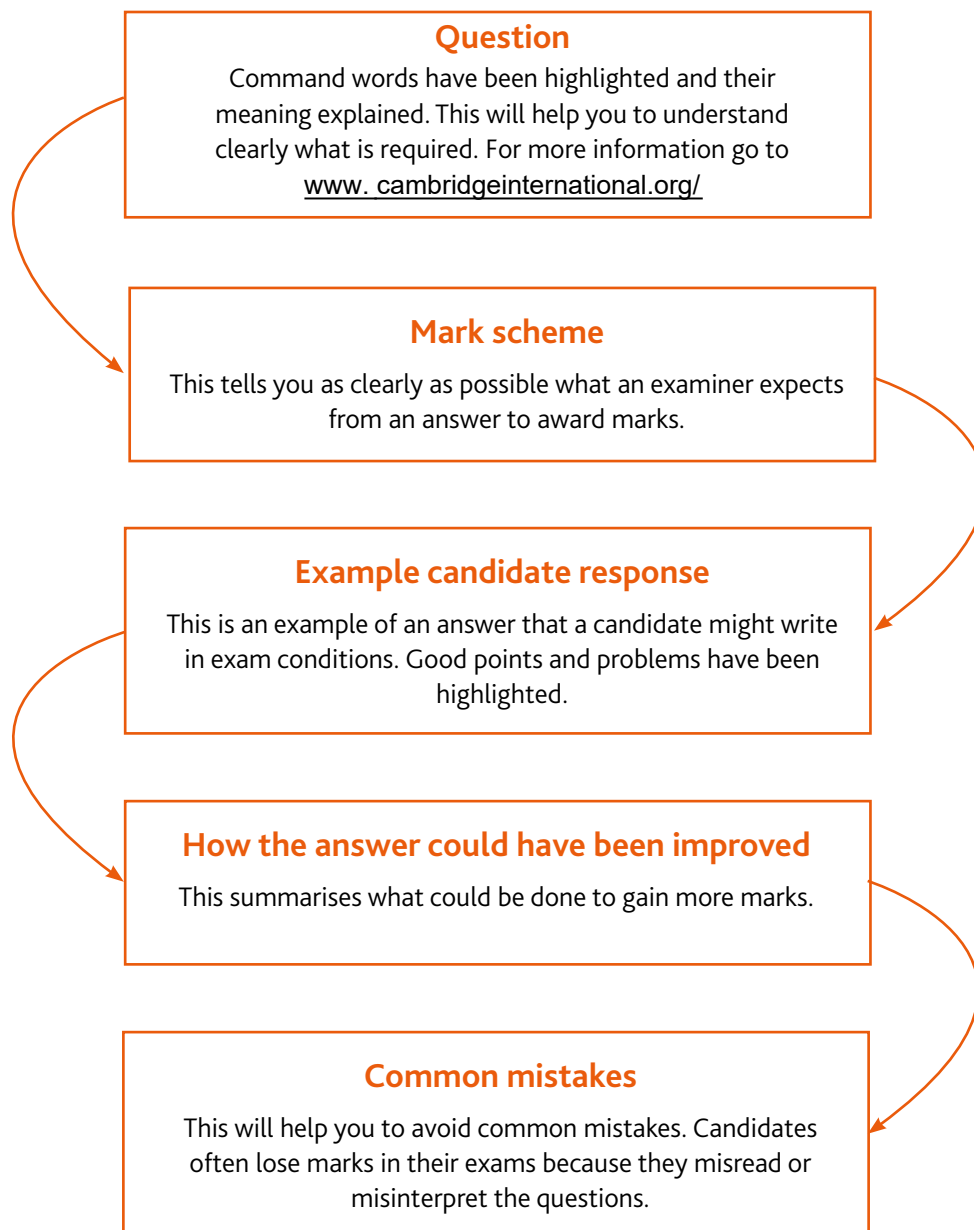 Question
Command words have been highlighted and their
meaning explained. This will help you to understand
clearly what is required. For more information go to
www. cambridgeinternational.org/
Mark scheme
This tells you as clearly as possible what an examiner expects
from an answer to award marks.
Example candidate response
This is an example of an answer that a candidate might write
in exam conditions. Good points and problems have been
highlighted.
How the answer could have been improved
This summarises what could be done to gain more marks.
Common mistakes
This will help you to avoid common mistakes. Candidates
often lose marks in their exams because they misread or
misinterpret the questions.